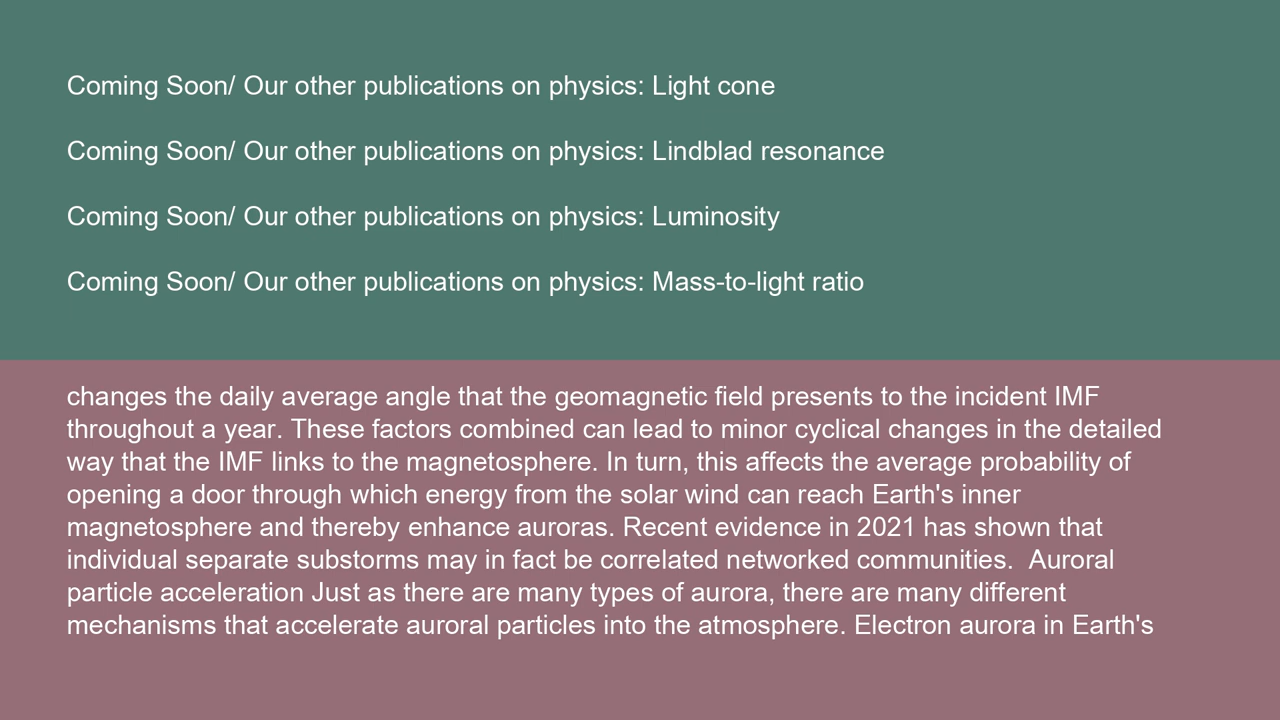 Coming Soon/ Our other publications on physics: Light cone
Coming Soon/ Our other publications on physics: Lindblad resonance
Coming Soon/ Our other publications on physics: Luminosity
Coming Soon/ Our other publications on physics: Mass-to-light ratio
changes the daily average angle that the geomagnetic field presents to the incident IMF
throughout a year. These factors combined can lead to minor cyclical changes in the detailed
way that the IMF links to the magnetosphere. In turn, this affects the average probability of
opening a door through which energy from the solar wind can reach Earth's inner
magnetosphere and thereby enhance auroras. Recent evidence in 2021 has shown that
individual separate substorms may in fact be correlated networked communities.  Auroral
particle acceleration Just as there are many types of aurora, there are many different
mechanisms that accelerate auroral particles into the atmosphere. Electron aurora in Earth's